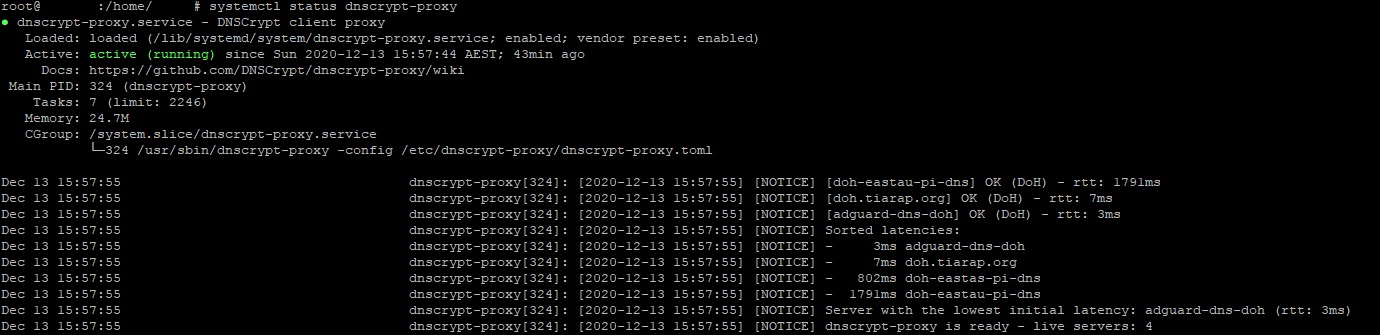 root@ :/home/ # systemctl status dnscrypt-proxy
● dnscrypt-proxy.service - DNSCrypt client proxy
Loaded: loaded (/lib/systemd/system/dnscrypt-proxy.service; enabled; vendor preset: enabled)
Active: active (running) since Sun 2020-12-13 15:57:44 AEST; 43min ago
Docs: https://github.com/DNSCrypt/dnscrypt-proxy/wiki
Main PID: 324 (dnscrypt-proxy)
Tasks: 7 (limit: 2246)
Memory: 24.7M
CGroup: /system.slice/dnscrypt-proxy.service
└─324 /usr/sbin/dnscrypt-proxy -config /etc/dnscrypt-proxy/dnscrypt-proxy.toml
Dec 13 15:57:55 dnscrypt-proxy[324]: [2020-12-13 15:57:55] [NOTICE] [doh-eastau-pi-dns] OK (DoH) - rtt: 1791ms
Dec 13 15:57:55 dnscrypt-proxy[324]: [2020-12-13 15:57:55] [NOTICE] [doh.tiarap.org] OK (DoH) - rtt: 7ms
Dec 13 15:57:55 dnscrypt-proxy[324]: [2020-12-13 15:57:55] [NOTICE] [adguard-dns-doh] OK (DoH) - rtt: 3ms
Dec 13 15:57:55 dnscrypt-proxy[324]: [2020-12-13 15:57:55] [NOTICE] Sorted latencies:
Dec 13 15:57:55 dnscrypt-proxy[324]: [2020-12-13 15:57:55] [NOTICE] - 3ms adguard-dns-doh
Dec 13 15:57:55 dnscrypt-proxy[324]: [2020-12-13 15:57:55] [NOTICE] - 7ms doh.tiarap.org
Dec 13 15:57:55 dnscrypt-proxy[324]: [2020-12-13 15:57:55] [NOTICE] - 802ms doh-eastas-pi-dns
Dec 13 15:57:55 dnscrypt-proxy[324]: [2020-12-13 15:57:55] [NOTICE] - 1791ms doh-eastau-pi-dns
Dec 13 15:57:55 dnscrypt-proxy[324]: [2020-12-13 15:57:55] [NOTICE] Server with the lowest initial latency: adguard-dns-doh (rtt: 3ms)
Dec 13 15:57:55 dnscrypt-proxy[324]: [2020-12-13 15:57:55] [NOTICE] dnscrypt-proxy is ready - live servers: 4